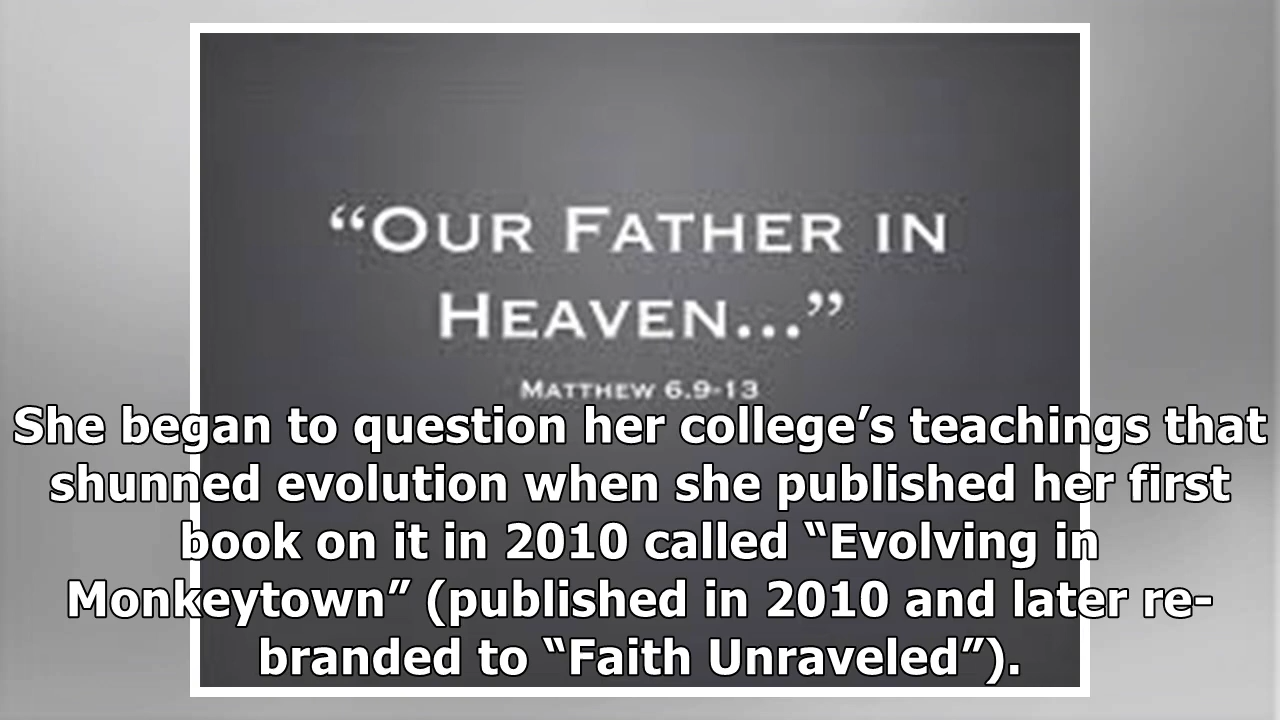 “OUR FATHER IN
HEAVEN...”
MATTHEW 6.9-13
She began to question her college’s teachings that
shunned evolution when she published her first
book on it in 2010 called “Evolving in
Monkeytown” (published in 2010 and later re-
branded to “Faith Unraveled”).